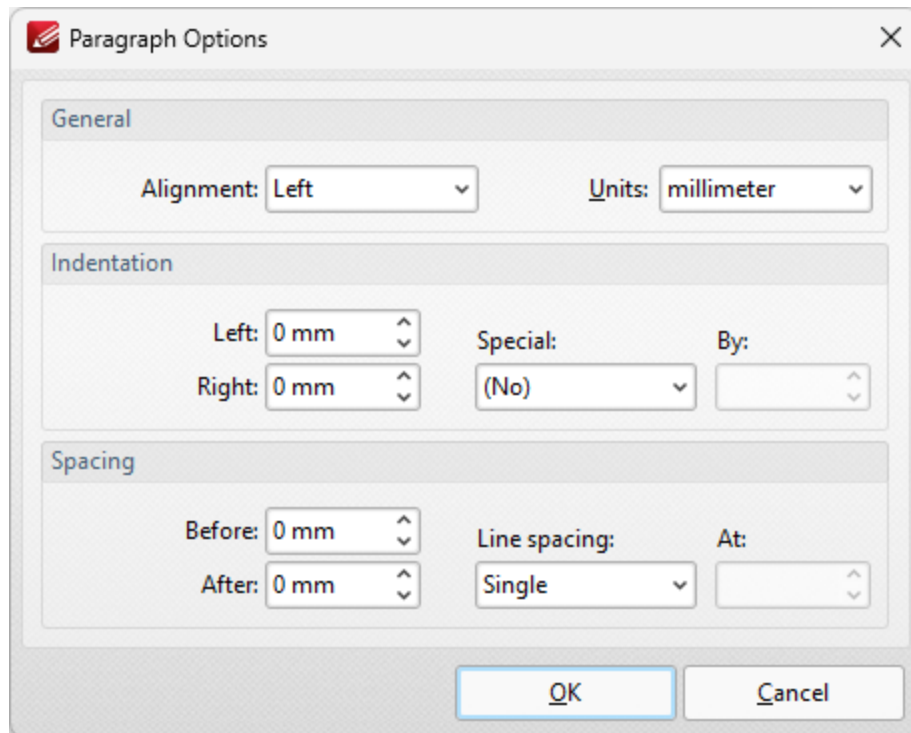 Paragraph Options
General
Alignment: Left Units: millimeter
Indentation
Left: 0 mm Special: By:
Right: 0 mm (No)
Spacing
Before: 0 mm Line spacing: At:
After: 0 mm Single
OK Cancel